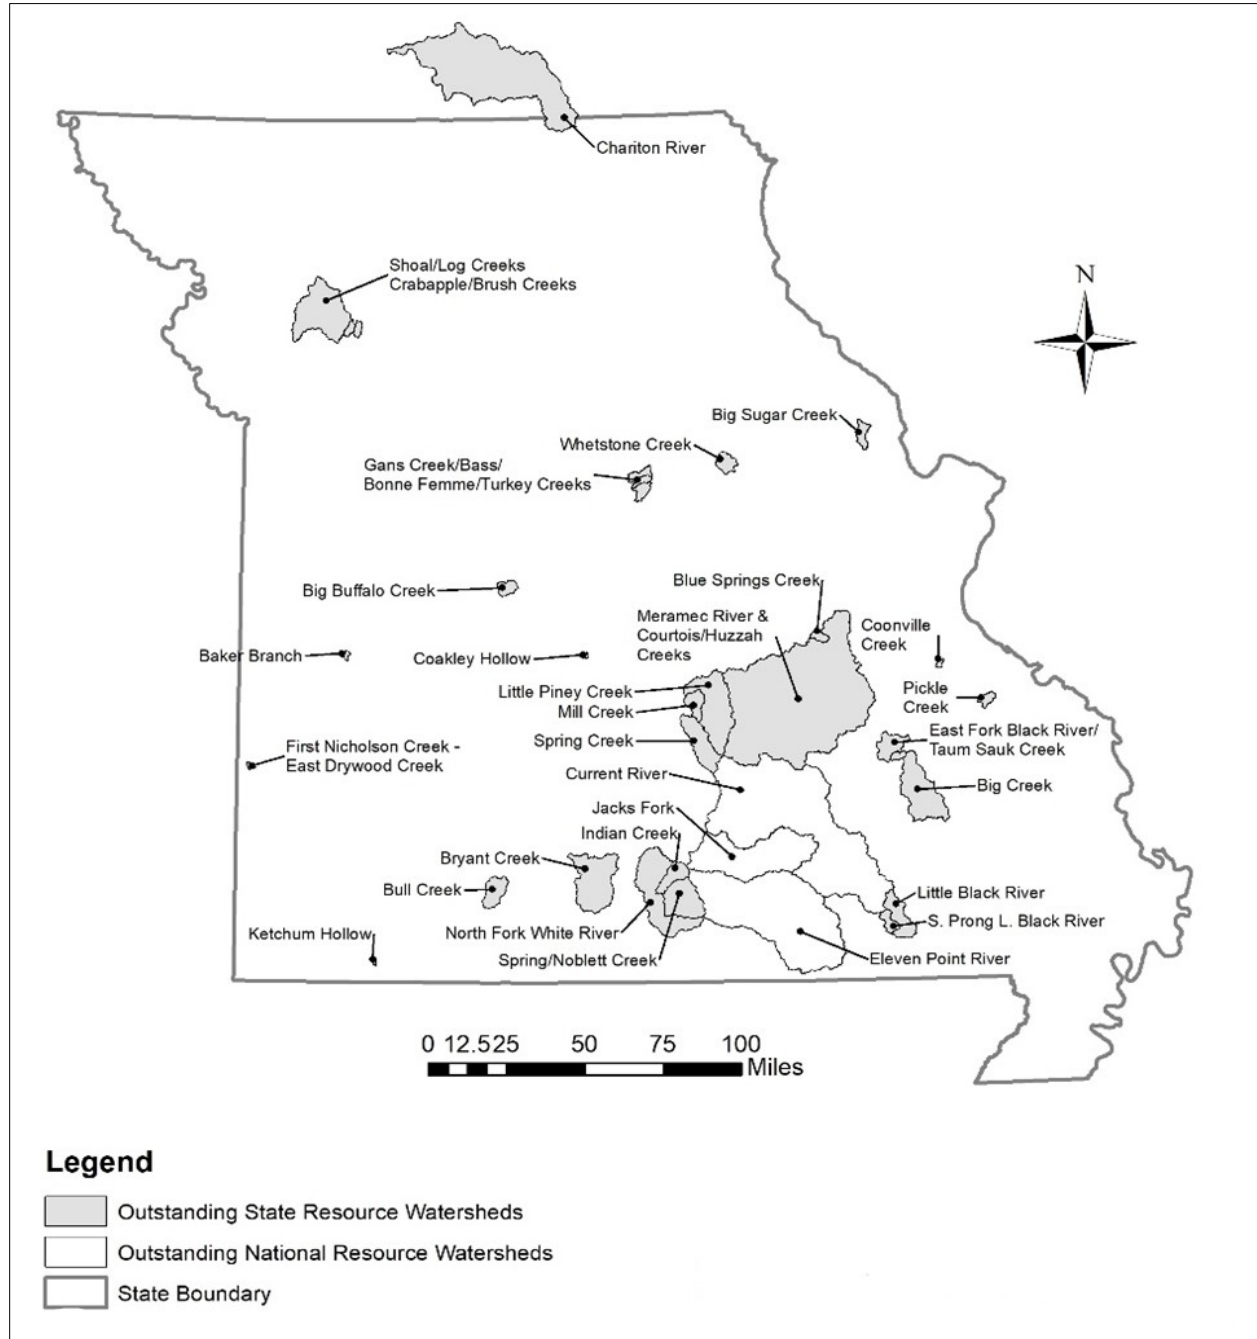 Chariton River
Shoal/Log Creeks
Crabapple/Brush Creeks
N
Big Sugar Creek
Whetstone Creek
Gans Creek/Bass/
Bonne Femme/Turkey Creeks
Blue Springs Creek
Big Buffalo Creek
Meramec River &
Courtois/Huzzah
Creeks
Coonville
Creek
Baker Branch
Coakley Hollow
Little Piney Creek
Mill Creek
Pickle
Creek
Spring Creek
East Fork Black River/
Taum Sauk Creek
First Nicholson Creek -
East Drywood Creek
Current River
Big Creek
Jacks Fork
Indian Creek
Bryant Creek
Bull Creek
Little Black River
S. Prong L. Black River
Ketchum Hollow
North Fork White River
Spring/Noblett Creek
Eleven Point River
0 12.525 50 75 100
Miles
Legend
Outstanding State Resource Watersheds
Outstanding National Resource Watersheds
State Boundary